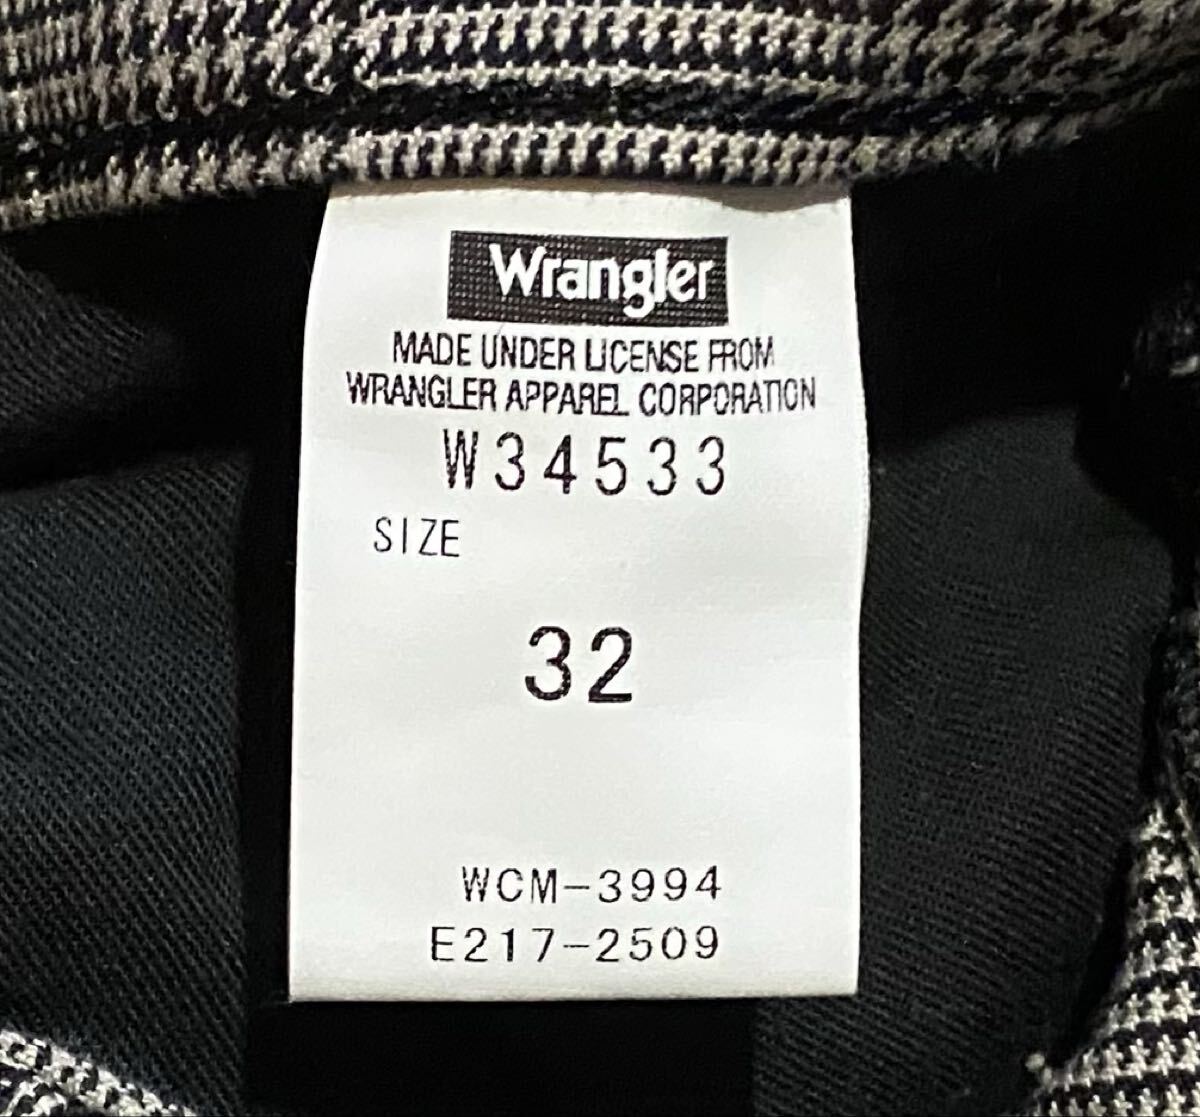 Wrangler
MADE UNDER LICENSE FROM
WRANGLER APPAREL CORPORATION
W34533
SIZE
32
WCM-3994
E217-2509